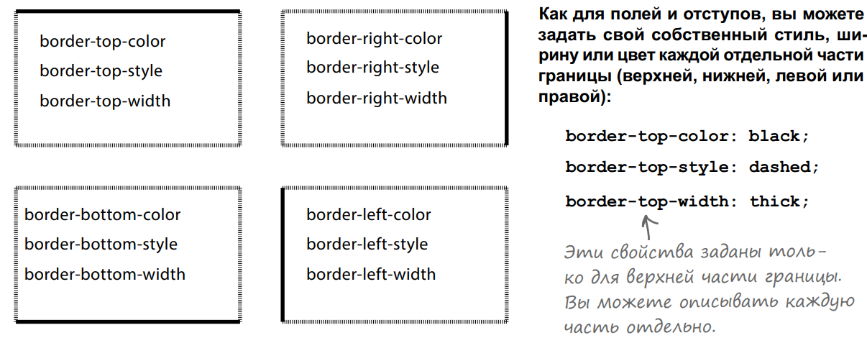 border-top-color
border-top-style
border-top-width
border-right-color
border-right-style
border-right-width
border-bottom-color
border-bottom-style
border-bottom-width
border-left-color
border-left-style
border-left-width
Как для полей и отступов, вы можете
задать свой собственный стиль, ши-
рину или цвет каждой отдельной части
границы (верхней, нижней, левой или
правой):
border-top-color: black;
border-top-style: dashed;
border-top-width: thick;
Эти свойства заданы толь-
ко для верхней части границы.
Вы можете описывать каждую
часть отдельно.